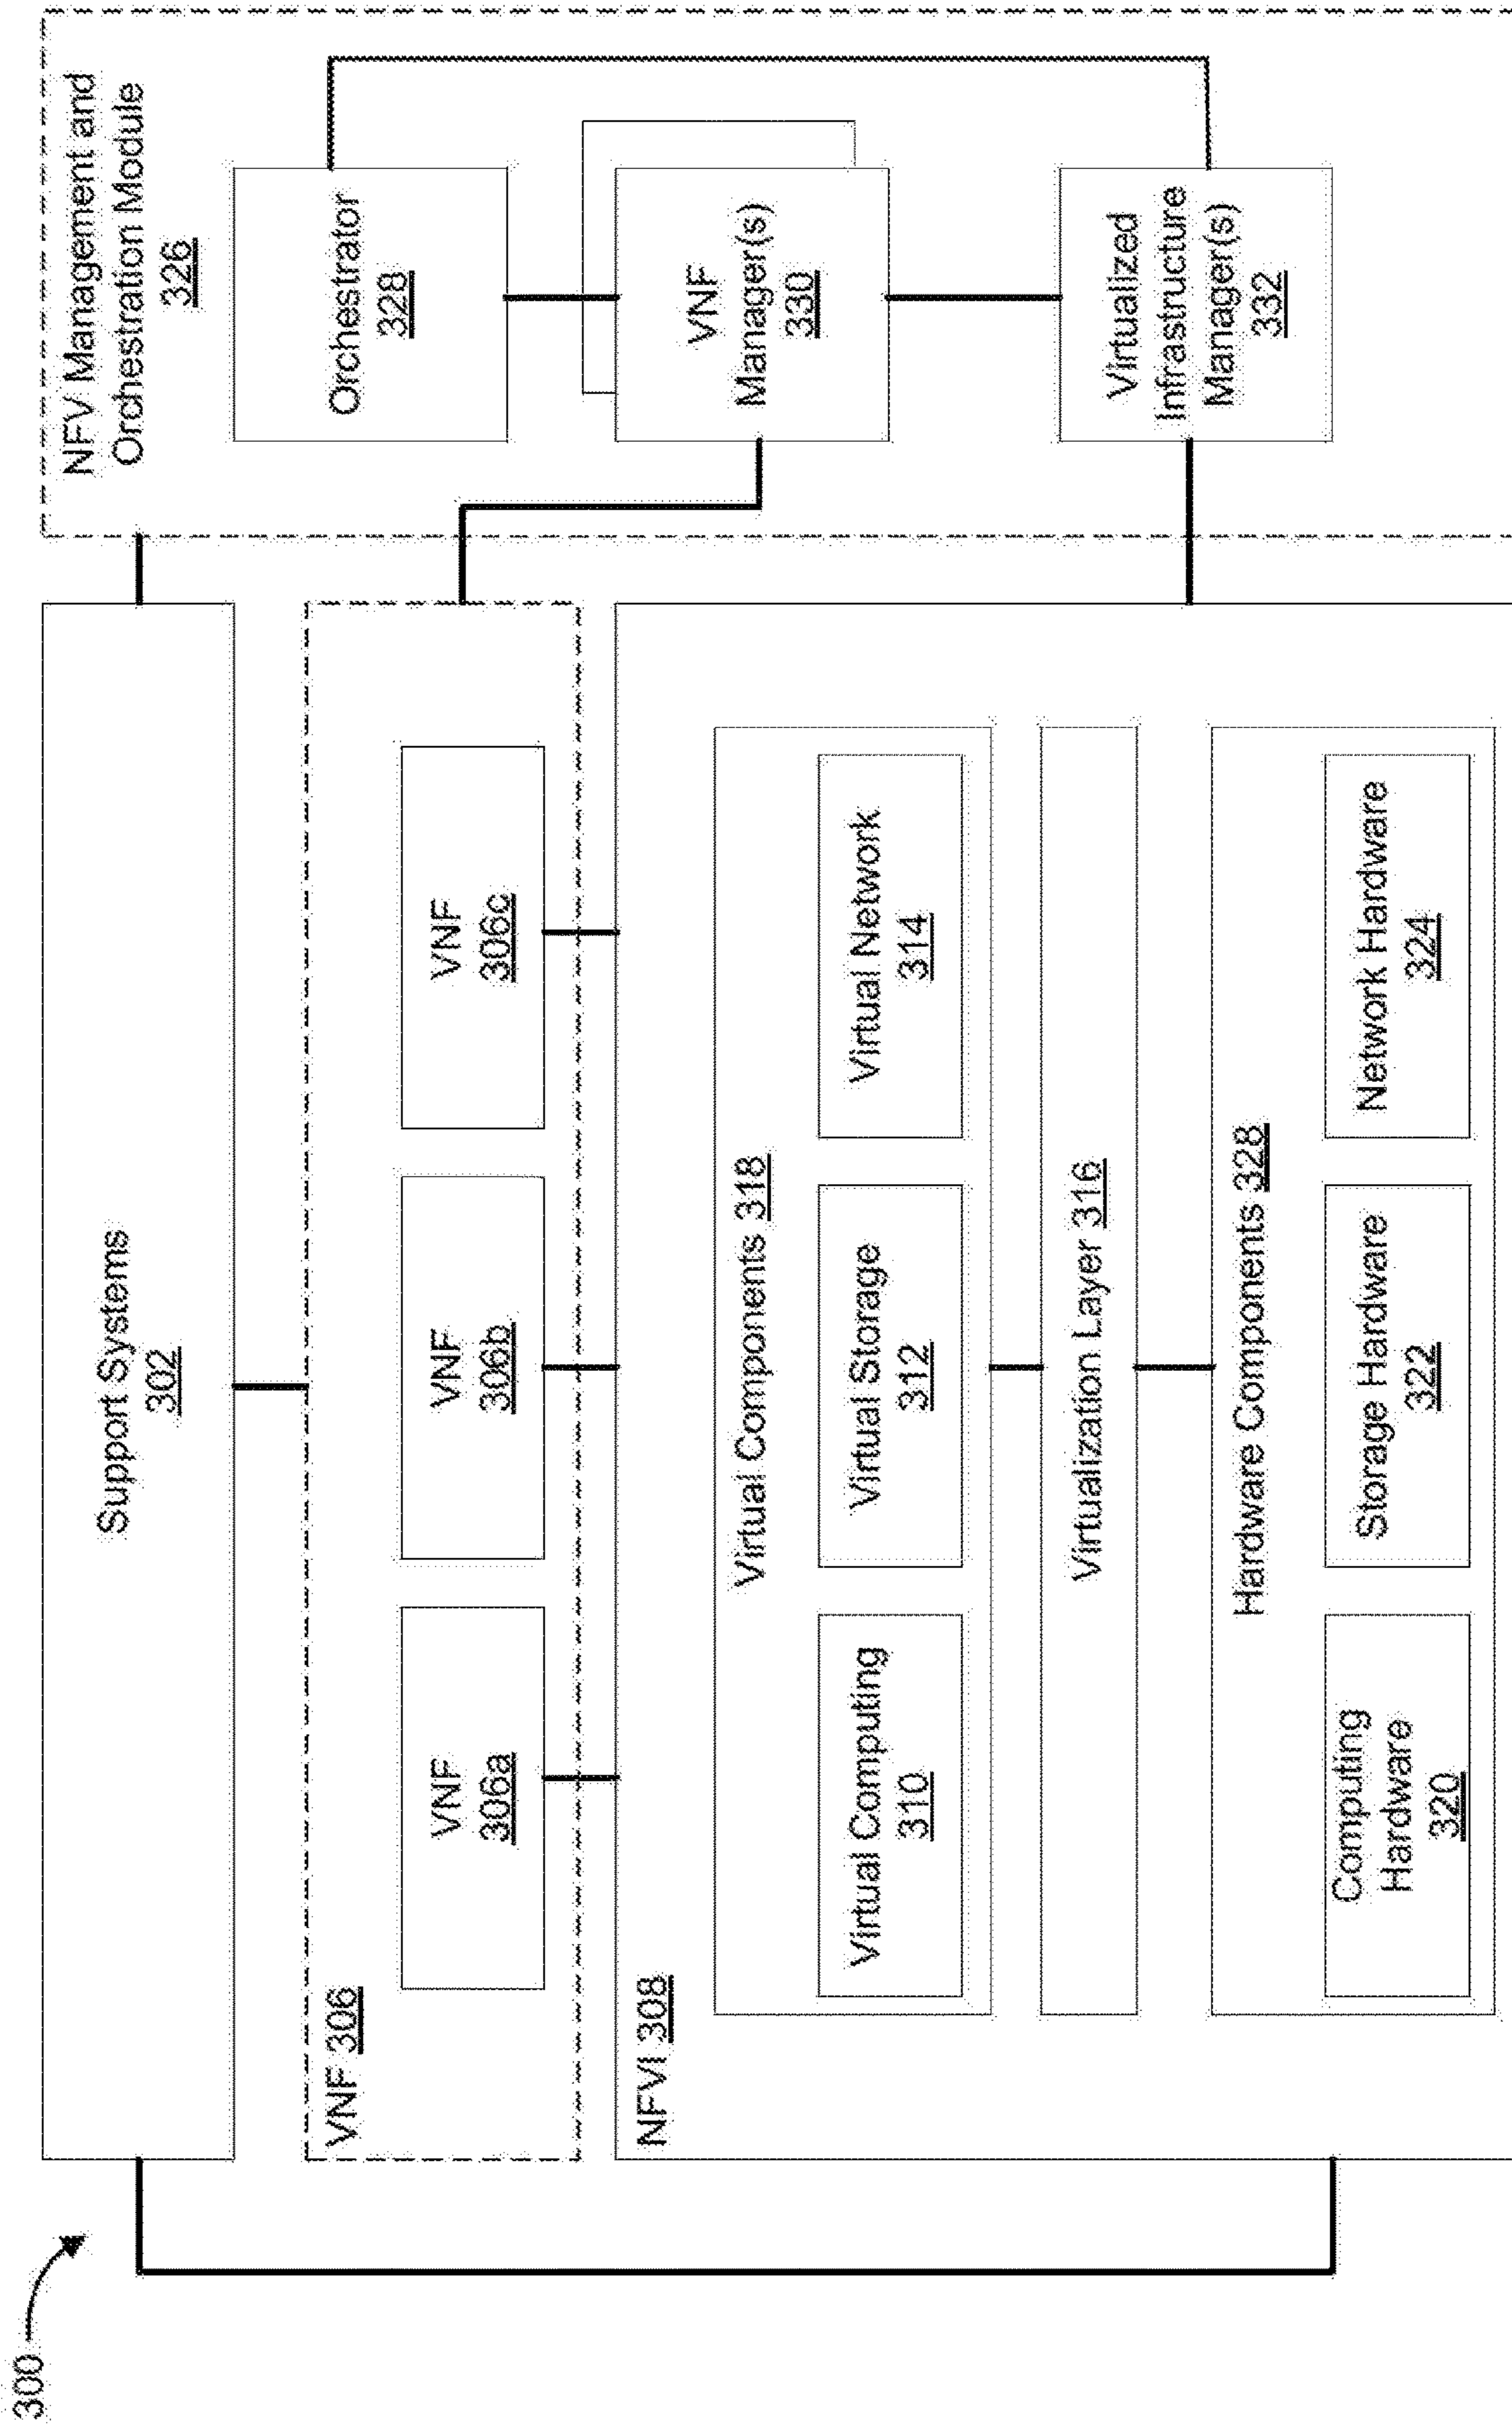 300
Support Systems
302
VNF 306
VNF
306a
VNF
306b
VNF
306c
NFVI 308
Virtual Components 318
Virtual Computing
310
Virtual Storage
312
Virtual Network
314
Virtualization Layer 316
Hardware Components 328
Computing
Hardware
320
Storage Hardware
322
Network Hardware
324
NFV Management and
Orchestration Module
326
Orchestrator
328
VNF
Manager(s)
330
Virtualized
Infrastructure
Manager(s)
332